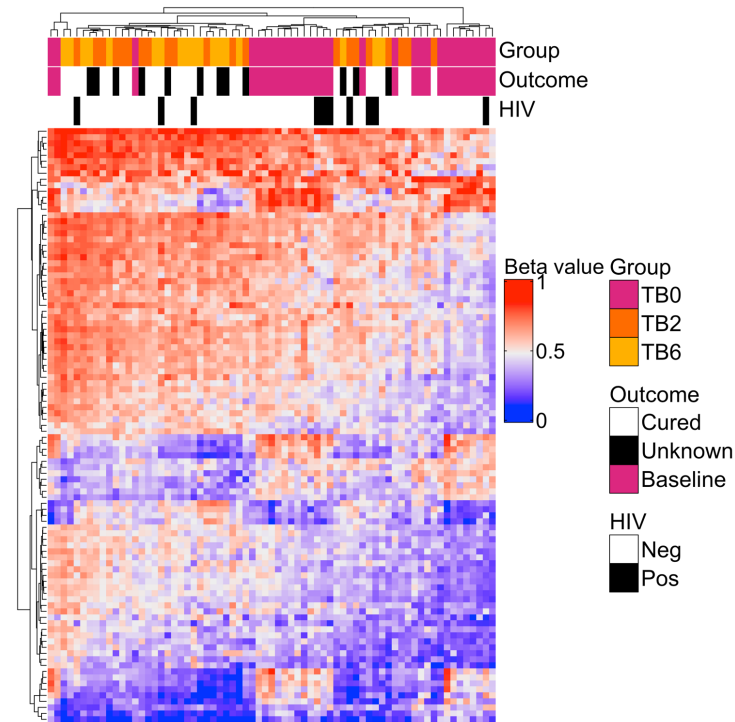 Group
Outcome
HIV
Beta value
1
0.5
0
Group
TB0
TB2
TB6
Outcome
Cured
Unknown
Baseline
HIV
Neg
Pos